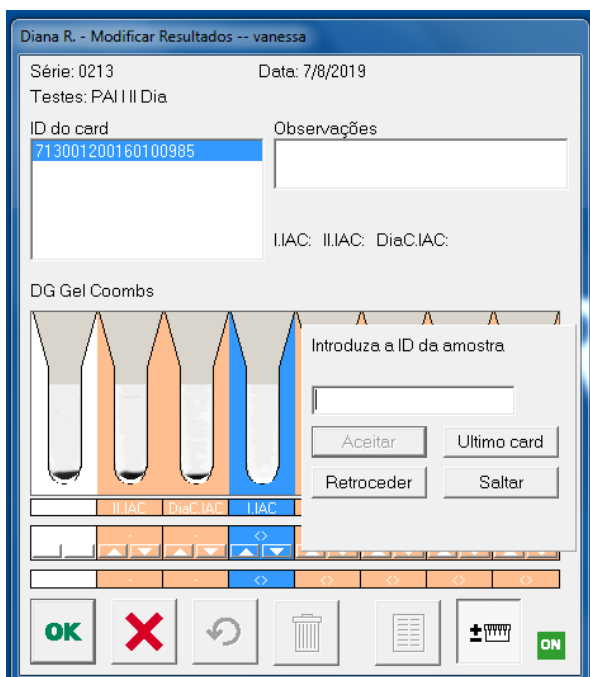 Diana R. - Modificar Resultados -- vanessa
Série: 0213 Data: 7/8/2019
Testes: PAI I II Dia
ID do card Observações
713001200160100985
I.IAC: II.IAC: DiaC.IAC:
DG Gel Coombs
Introduza a ID da amostra
Aceitar Ultimo card
Retroceder Saltar
II.IAC DiaC.IAC I.IAC
- - <>
- - <> <> <> <> <>
OK ON